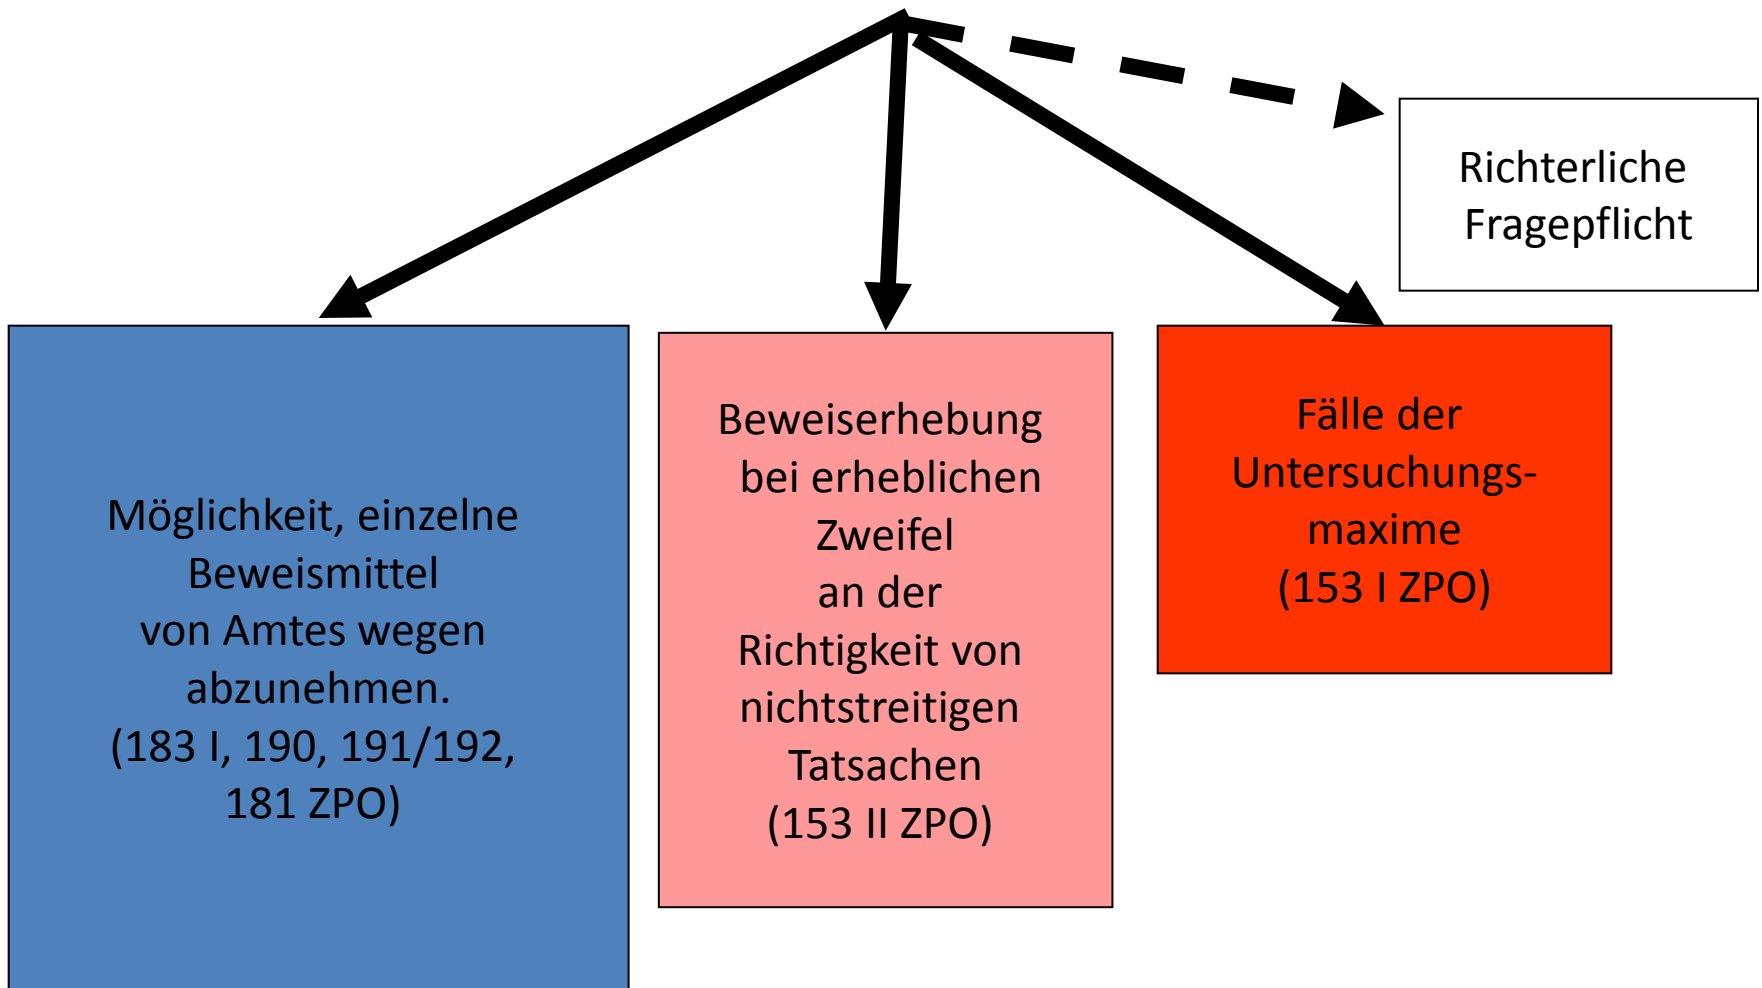 Richterliche
Fragepflicht
Möglichkeit, einzelne
Beweismittel
von Amtes wegen
abzunehmen.
(183 I, 190, 191/192,
181 ZPO)
Beweiserhebung
bei erheblichen
Zweifel
an der
Richtigkeit von
nichtstreitigen
Tatsachen
(153 II ZPO)
Fälle der
Untersuchungs-
maxime
(153 I ZPO)